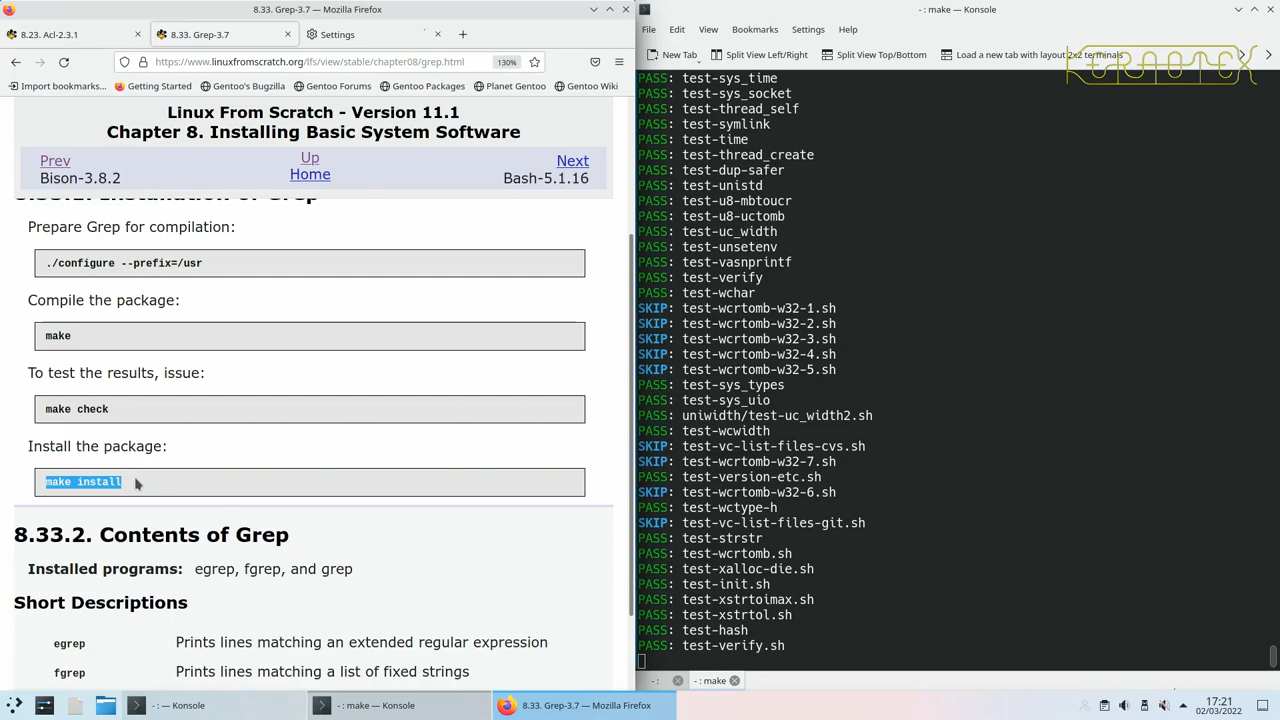 8.33. Grep-3.7 — Mozilla Firefox
8.23. Acl-2.3.1
8.33. Grep-3.7
Settings
https://www.linuxfromscratch.org/lfs/view/stable/chapter08/grep.html
130%
Import bookmarks...
Getting Started
Gentoo's Bugzilla
Gentoo Forums
Gentoo Packages
Planet Gentoo
Gentoo Wiki
Linux From Scratch - Version 11.1
Chapter 8. Installing Basic System Software
Prev
Up
Next
Bison-3.8.2
Home
Bash-5.1.16
8.33.1. Installation of Grep
Prepare Grep for compilation:
./configure --prefix=/usr
Compile the package:
make
To test the results, issue:
make check
Install the package:
make install
8.33.2. Contents of Grep
Installed programs: egrep, fgrep, and grep
Short Descriptions
egrep Prints lines matching an extended regular expression
fgrep Prints lines matching a list of fixed strings
- : make — Konsole
File Edit View Bookmarks Settings Help
New Tab Split View Left/Right Split View Top/Bottom Load a new tab with layout 2x2 terminals
KERNOTEX
PASS: test-sys_time
PASS: test-sys_socket
PASS: test-thread_self
PASS: test-symlink
PASS: test-time
PASS: test-thread_create
PASS: test-dup-safer
PASS: test-unistd
PASS: test-u8-mbtoucr
PASS: test-u8-uctomb
PASS: test-uc_width
PASS: test-unsetenv
PASS: test-vasnprintf
PASS: test-verify
PASS: test-wchar
SKIP: test-wcrtomb-w32-1.sh
SKIP: test-wcrtomb-w32-2.sh
SKIP: test-wcrtomb-w32-3.sh
SKIP: test-wcrtomb-w32-4.sh
SKIP: test-wcrtomb-w32-5.sh
PASS: test-sys_types
PASS: test-sys_uio
PASS: uniwidth/test-uc_width2.sh
PASS: test-wcwidth
SKIP: test-vc-list-files-cvs.sh
SKIP: test-wcrtomb-w32-7.sh
PASS: test-version-etc.sh
SKIP: test-wcrtomb-w32-6.sh
PASS: test-wctype-h
SKIP: test-vc-list-files-git.sh
PASS: test-strstr
PASS: test-wcrtomb.sh
PASS: test-xalloc-die.sh
PASS: test-init.sh
PASS: test-xstrtoimax.sh
PASS: test-xstrtol.sh
PASS: test-hash
PASS: test-verify.sh
- :
- : make
- : — Konsole
- : make — Konsole
8.33. Grep-3.7 — Mozilla Firefox
17:21
02/03/2022